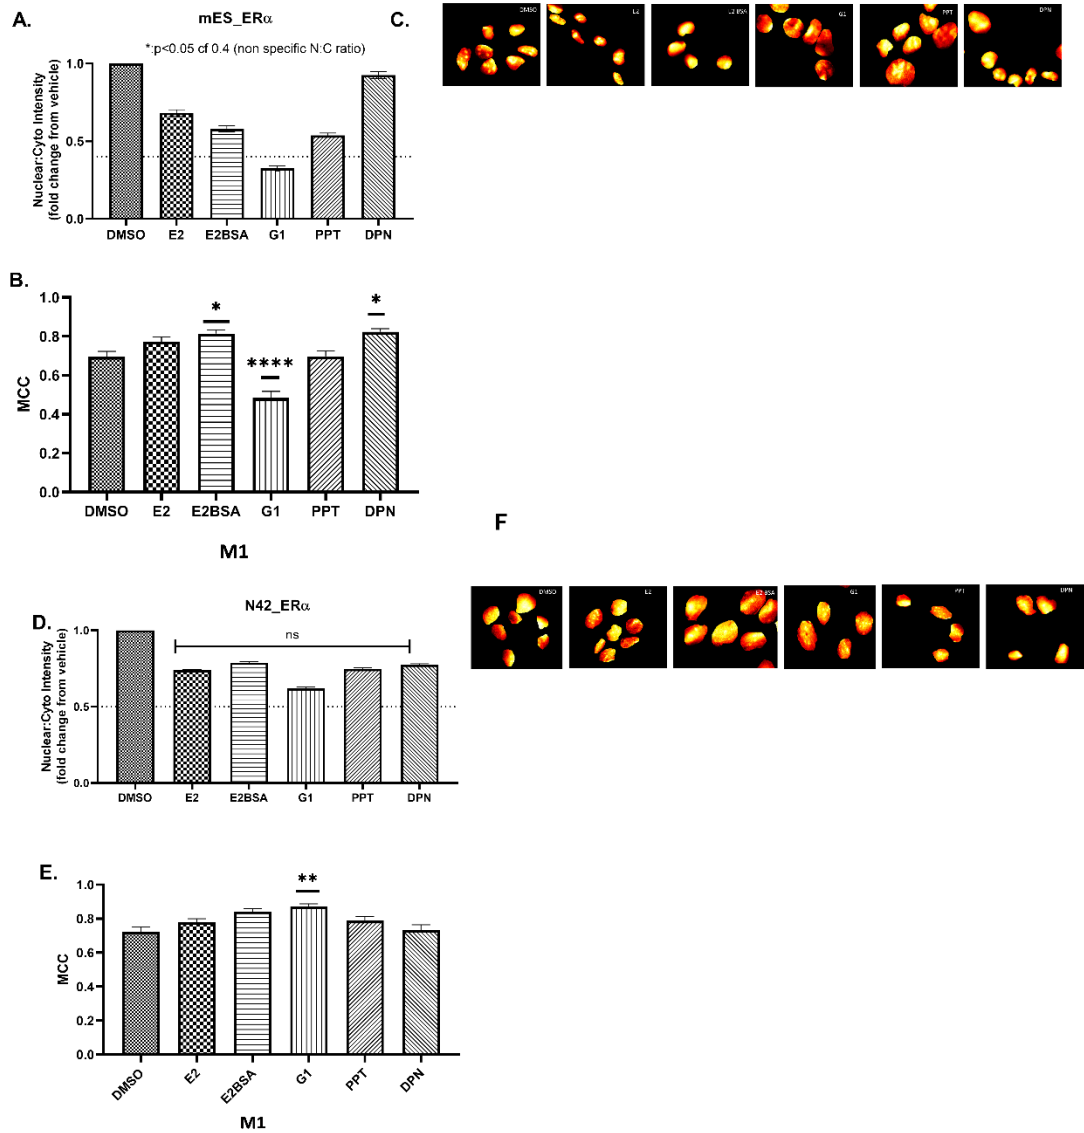 A.
mES_ERα
*:p<0.05 cf 0.4 (non specific N:C ratio)
Nuclear:Cyto Intensity
(fold change from vehicle)
1.0
0.5
0.0
DMSO E2 E2BSA G1 PPT DPN
C.
DMSO E2 E2 BSA G1 PPT DPN
B.
MCC
1.0
0.8
0.6
0.4
0.2
0.0
* **** *
DMSO E2 E2BSA G1 PPT DPN
M1
D.
N42_ERα
ns
Nuclear:Cyto Intensity
(fold change from vehicle)
1.0
0.5
0.0
DMSO E2 E2BSA G1 PPT DPN
F
DMSO E2 E2 BSA G1 PPT DPN
E.
MCC
1.0
0.8
0.6
0.4
0.2
0.0
**
DMSO E2 E2BSA G1 PPT DPN
M1